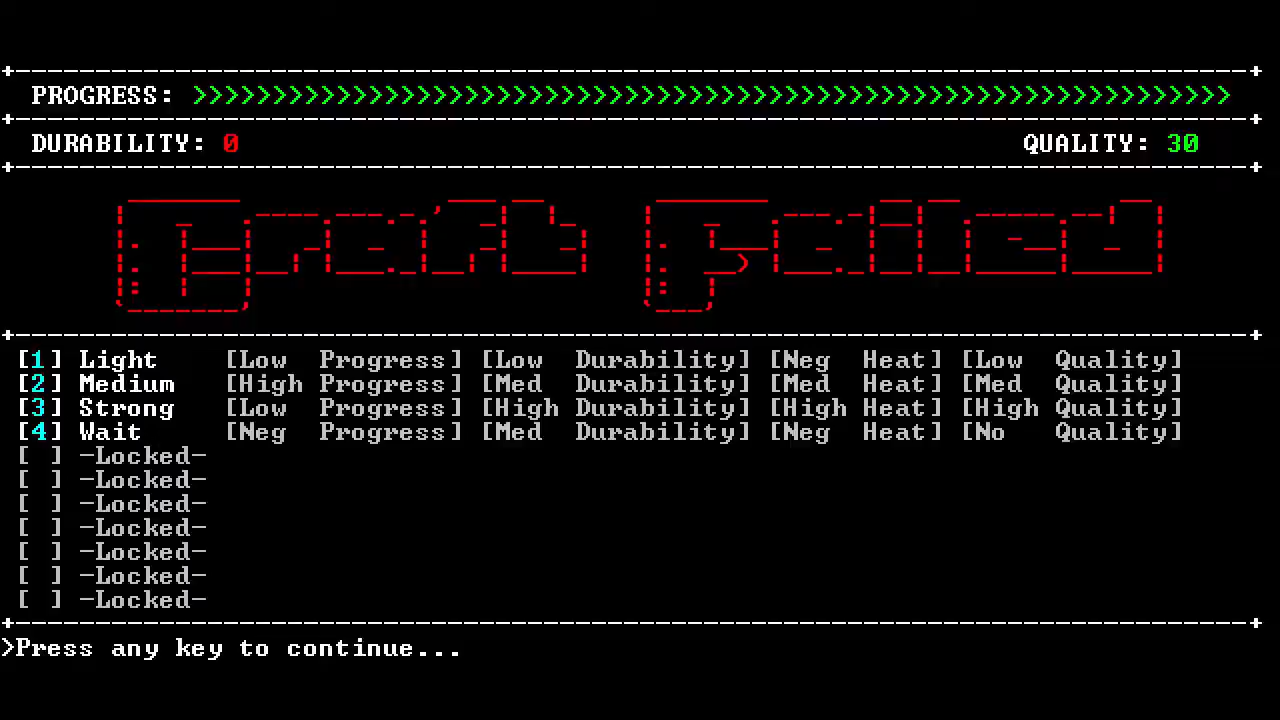 PROGRESS: >>>>>>>>>>>>>>>>>>>>>>>>>>>>>>>>>>>>>>>>>>>>>>>>>>>>>>>>>>>>>>>>>
DURABILITY: 0 QUALITY: 30
Craft Failed
[1] Light [Low Progress] [Low Durability] [Neg Heat] [Low Quality]
[2] Medium [High Progress] [Med Durability] [Med Heat] [Med Quality]
[3] Strong [Low Progress] [High Durability] [High Heat] [High Quality]
[4] Wait [Neg Progress] [Med Durability] [Neg Heat] [No Quality]
[ ] -Locked-
[ ] -Locked-
[ ] -Locked-
[ ] -Locked-
[ ] -Locked-
[ ] -Locked-
[ ] -Locked-
>Press any key to continue...